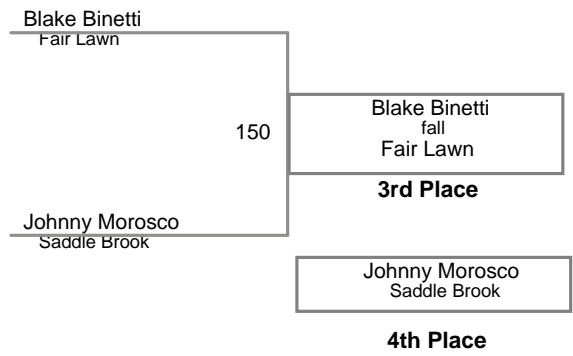 Blake Binetti
Fair Lawn
150
Blake Binetti
fall
Fair Lawn
3rd Place
Johnny Morosco
Saddle Brook
Johnny Morosco
Saddle Brook
4th Place